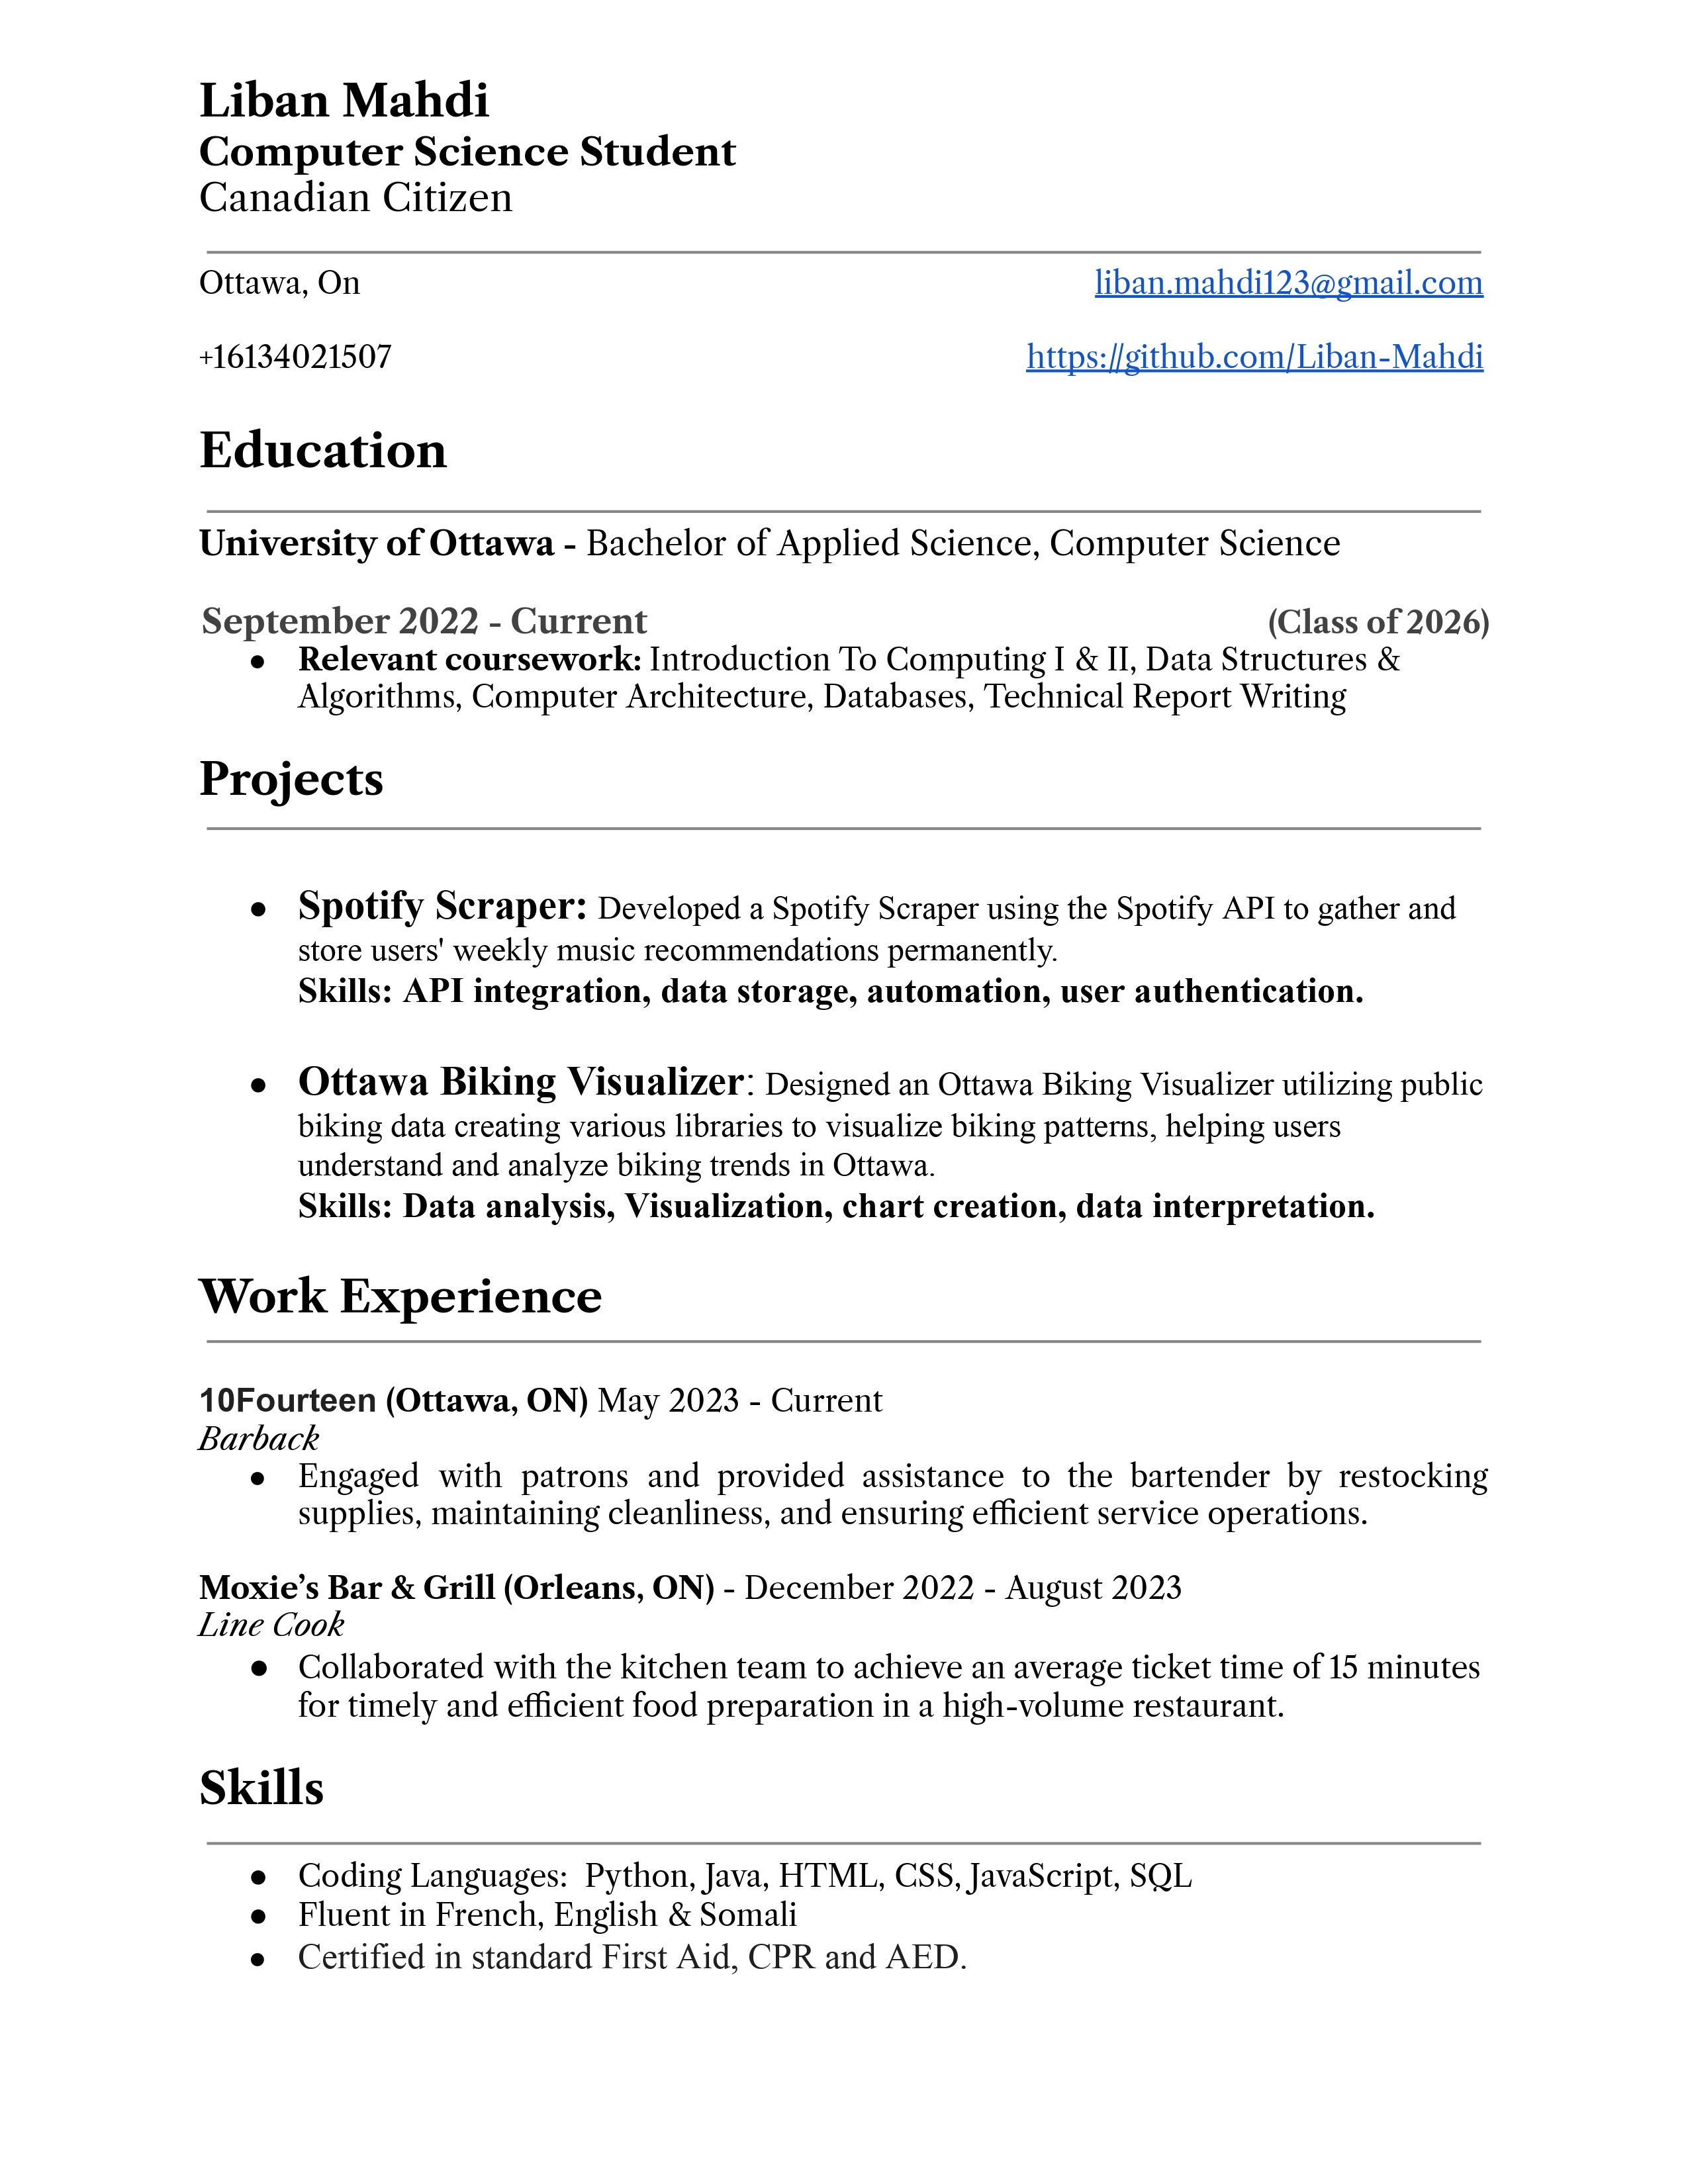 Liban Mahdi
Computer Science Student
Canadian Citizen
Ottawa, On liban.mahdi123@gmail.com
+16134021507 https://github.com/Liban-Mahdi
Education
University of Ottawa - Bachelor of Applied Science, Computer Science
September 2022 - Current (Class of 2026)
● Relevant coursework: Introduction To Computing I & II, Data Structures &
Algorithms, Computer Architecture, Databases, Technical Report Writing
Projects
● Spotify Scraper: Developed a Spotify Scraper using the Spotify API to gather and
store users' weekly music recommendations permanently.
Skills: API integration, data storage, automation, user authentication.
● Ottawa Biking Visualizer: Designed an Ottawa Biking Visualizer utilizing public
biking data creating various libraries to visualize biking patterns, helping users
understand and analyze biking trends in Ottawa.
Skills: Data analysis, Visualization, chart creation, data interpretation.
Work Experience
10Fourteen (Ottawa, ON) May 2023 - Current
Barback
● Engaged with patrons and provided assistance to the bartender by restocking
supplies, maintaining cleanliness, and ensuring efficient service operations.
Moxie’s Bar & Grill (Orleans, ON) - December 2022 - August 2023
Line Cook
● Collaborated with the kitchen team to achieve an average ticket time of 15 minutes
for timely and efficient food preparation in a high-volume restaurant.
Skills
● Coding Languages: Python, Java, HTML, CSS, JavaScript, SQL
● Fluent in French, English & Somali
● Certified in standard First Aid, CPR and AED.